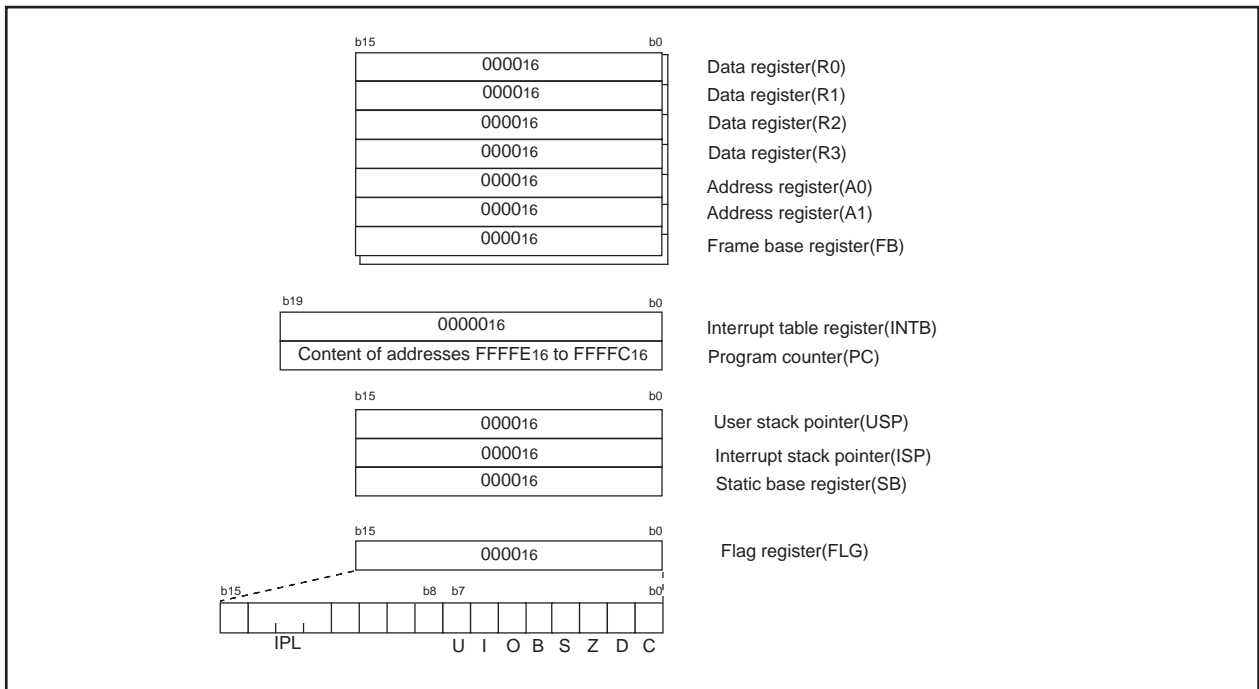 b15 b0
000016 Data register(R0)
000016 Data register(R1)
000016 Data register(R2)
000016 Data register(R3)
000016 Address register(A0)
000016 Address register(A1)
000016 Frame base register(FB)
b19 b0
0000016 Interrupt table register(INTB)
Content of addresses FFFFE16 to FFFFC16 Program counter(PC)
b15 b0
000016 User stack pointer(USP)
000016 Interrupt stack pointer(ISP)
000016 Static base register(SB)
b15 b0
000016 Flag register(FLG)
b15 b8 b7 b0
IPL U I O B S Z D C